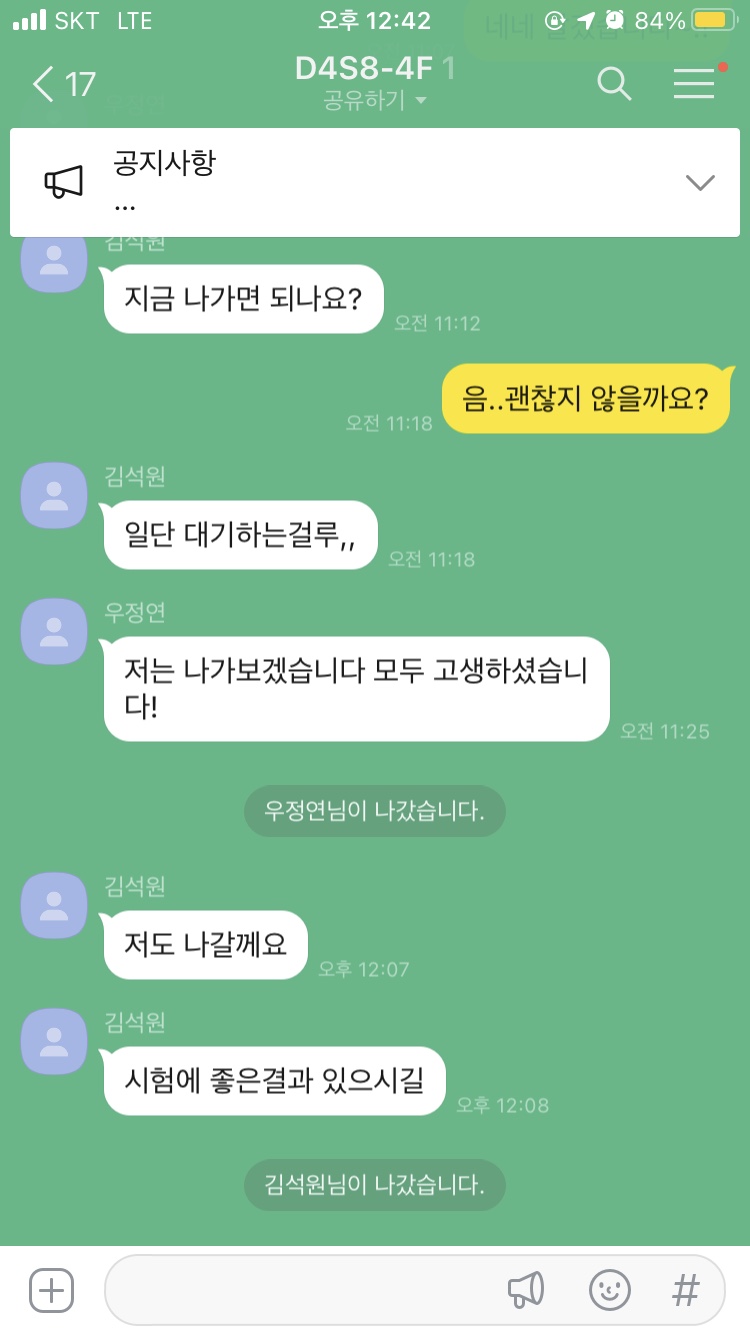 SKT LTE 오후 12:42 84%
17 D4S8-4F 1
공유하기
공지사항
...
김석원
지금 나가면 되나요?
오전 11:12
음..괜찮지 않을까요?
오전 11:18
김석원
일단 대기하는걸루,,
오전 11:18
우정연
저는 나가보겠습니다 모두 고생하셨습니
다!
오전 11:25
우정연님이 나갔습니다.
김석원
저도 나갈께요
오후 12:07
김석원
시험에 좋은결과 있으시길
오후 12:08
김석원님이 나갔습니다.
#